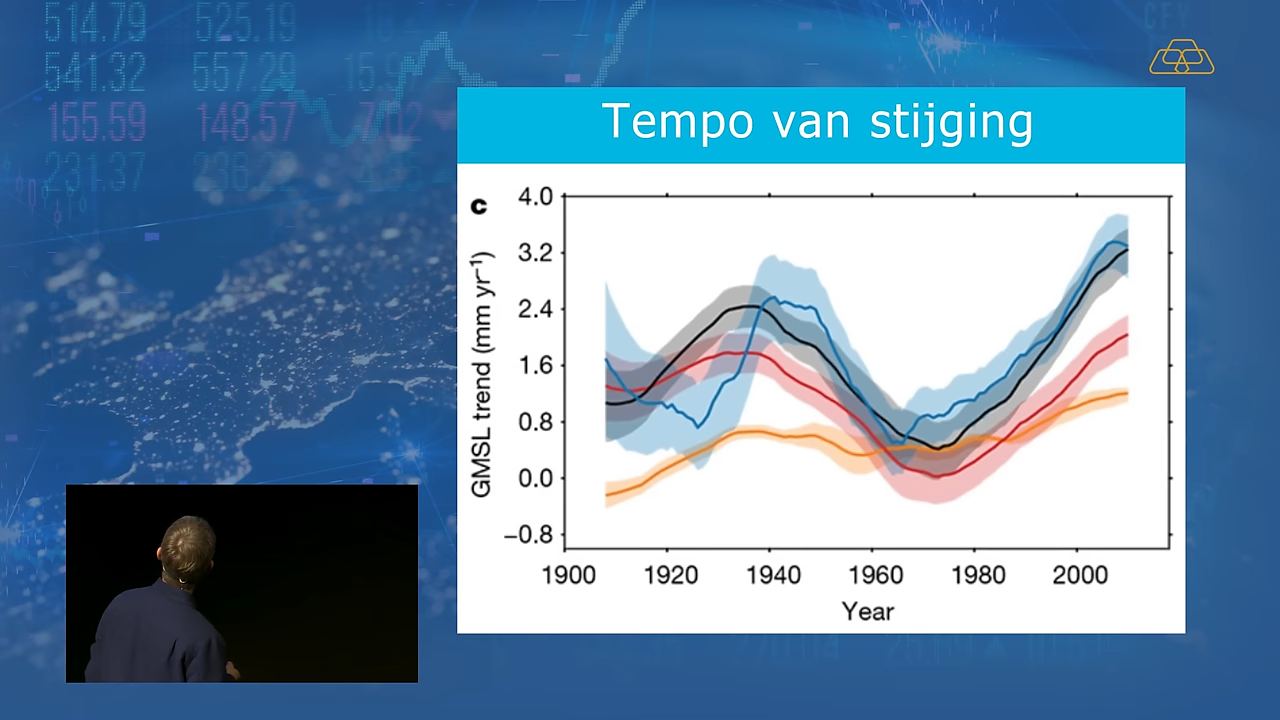 514.79 525.19
541.32 557.29 15.9
155.59 148.57 7.02
231.37
Tempo van stijging
c
4.0
3.2
2.4
1.6
0.8
0.0
−0.8
GMSL trend (mm yr⁻¹)
1900 1920 1940 1960 1980 2000
Year